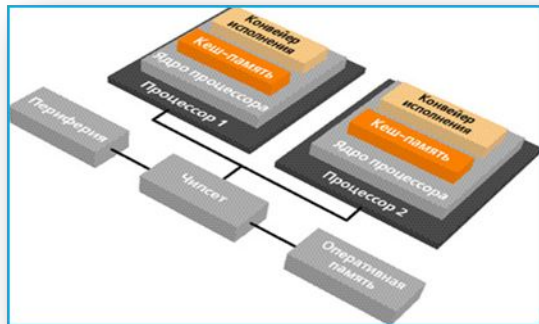 Конвейер
исполнения
Кеш-память
Ядро процессора
Процессор 1
Конвейер
исполнения
Кеш-память
Ядро процессора
Процессор 2
Периферия
Чипсет
Оперативная
память